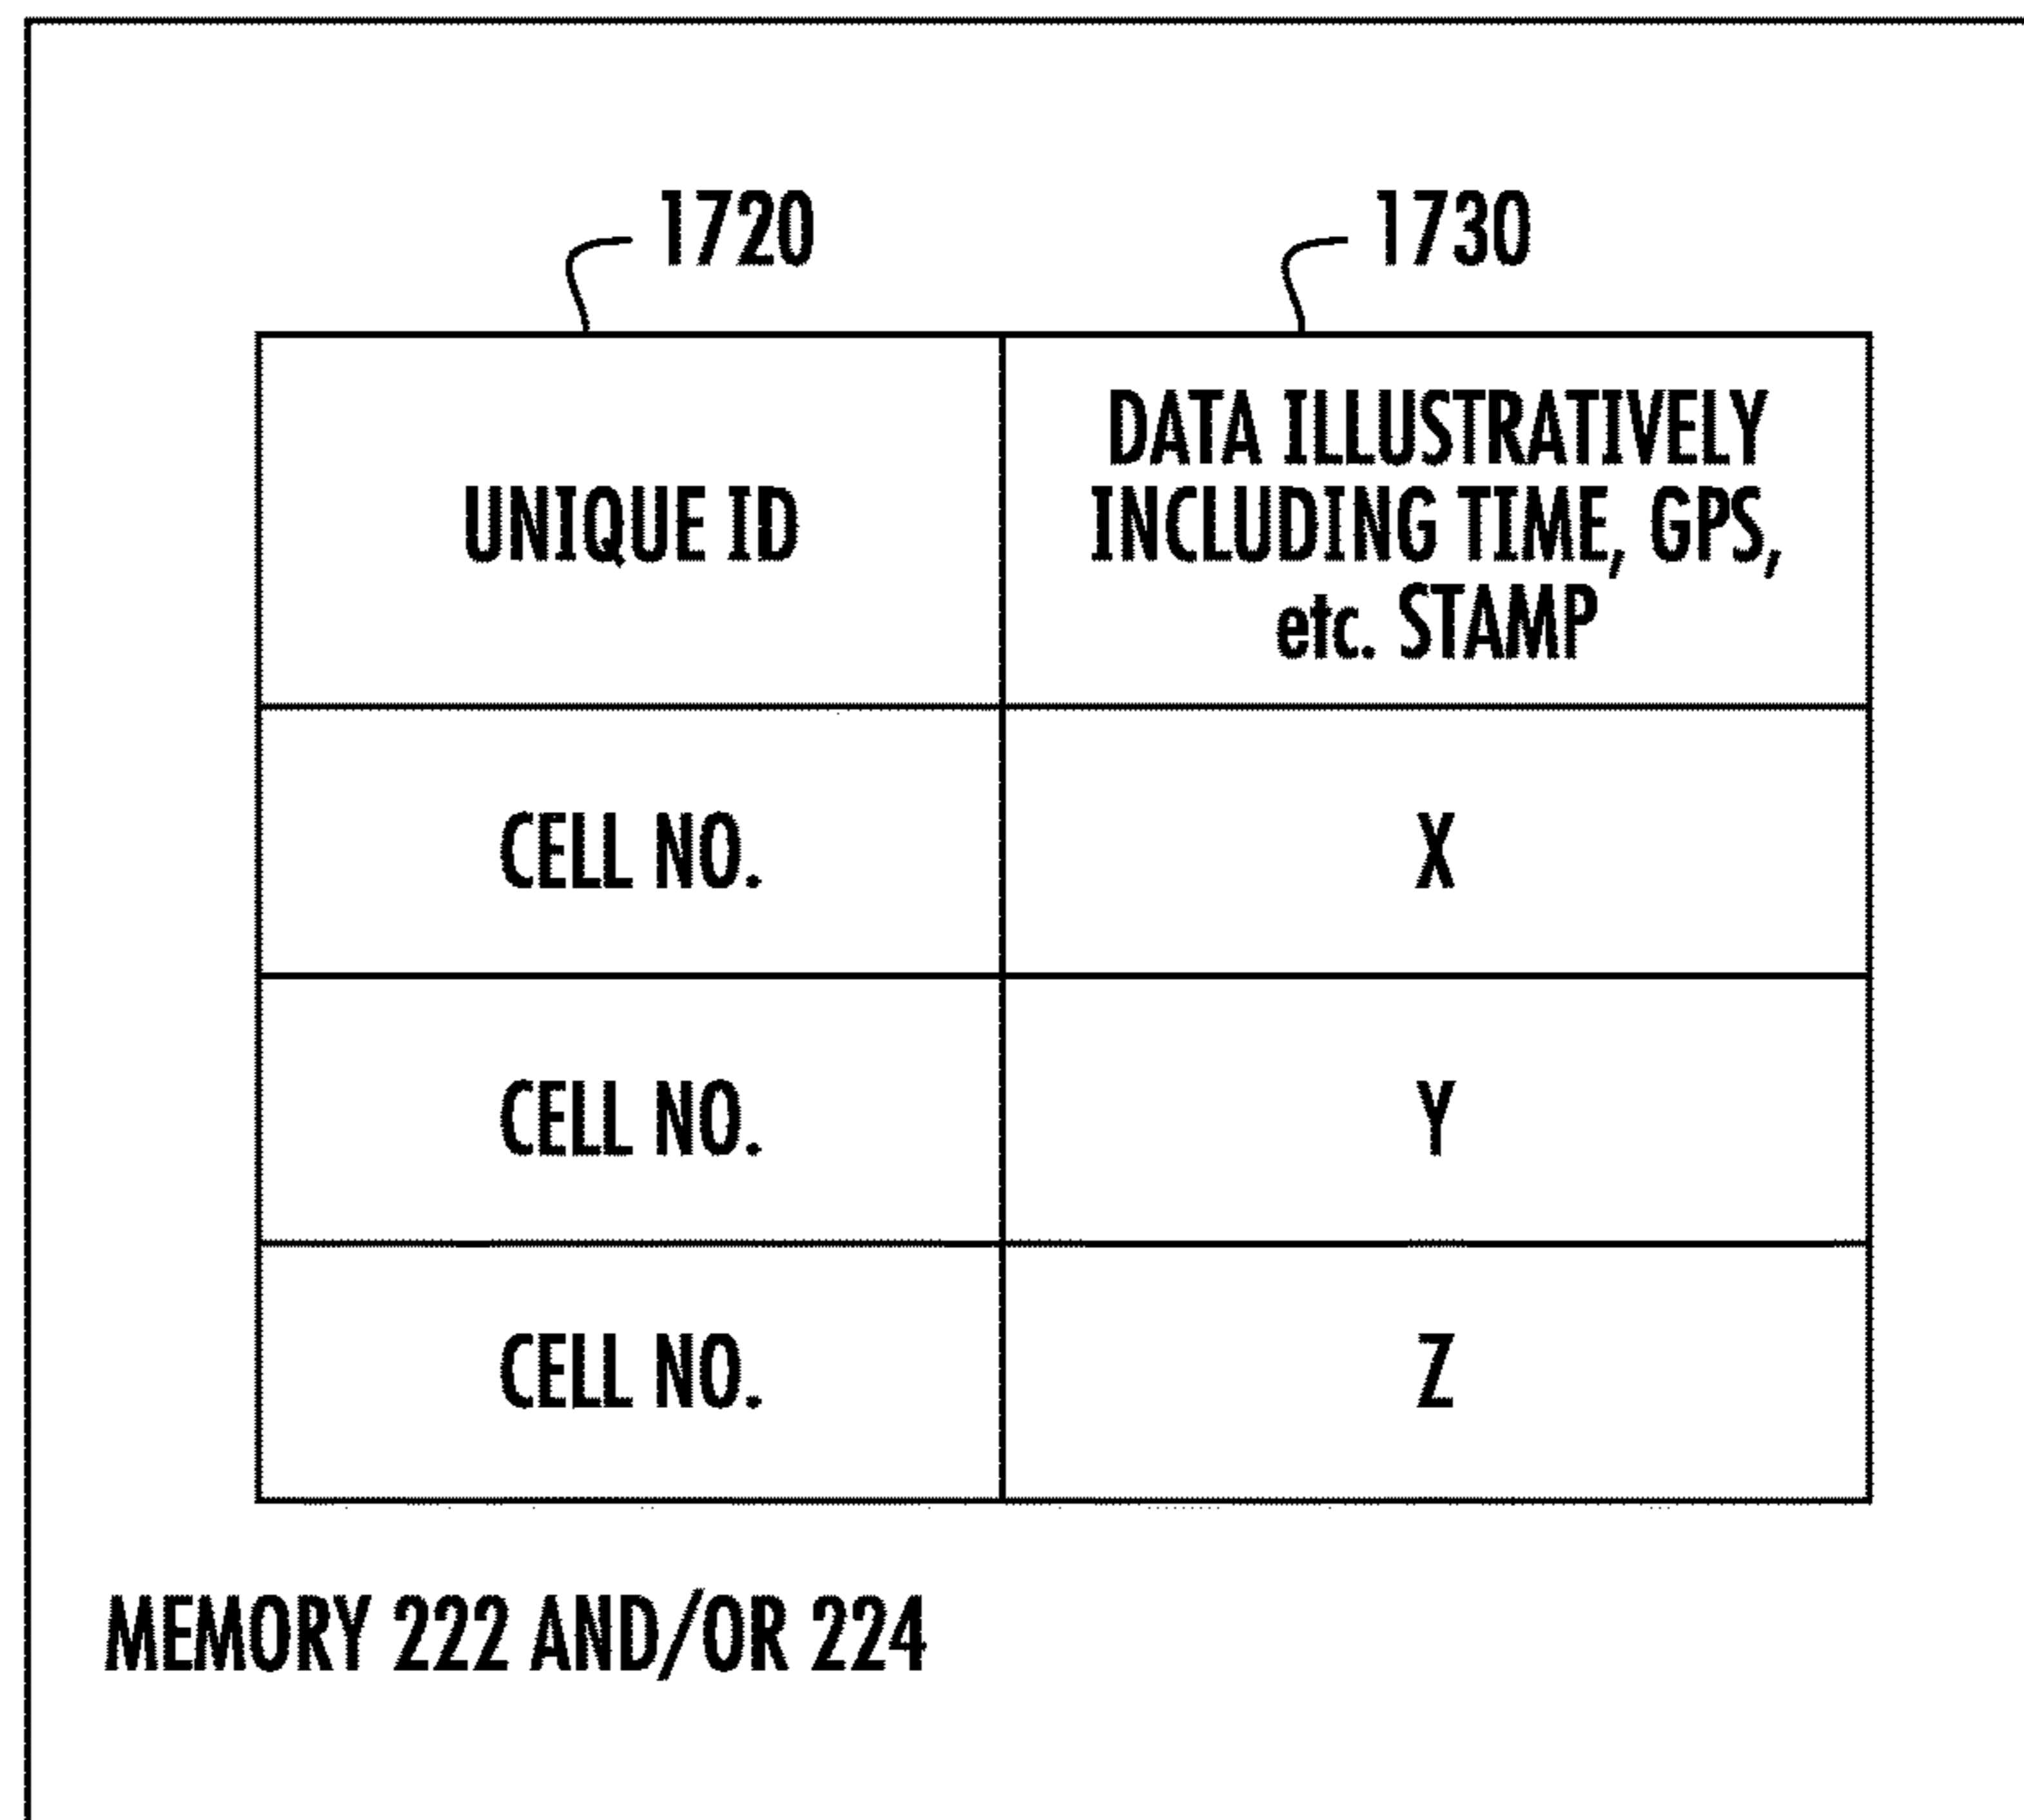 1720 1730
UNIQUE ID
DATA ILLUSTRATIVELY
INCLUDING TIME, GPS,
etc. STAMP
CELL NO. X
CELL NO. Y
CELL NO. Z
MEMORY 222 AND/OR 224